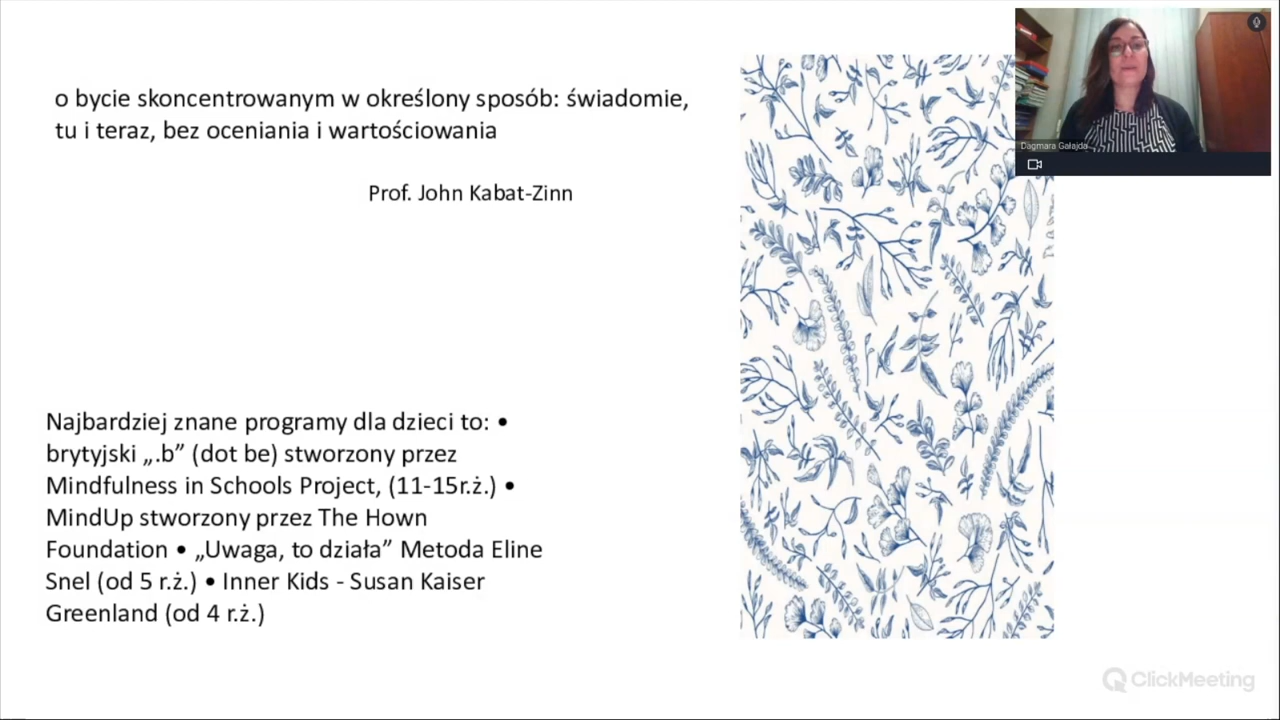 o bycie skoncentrowanym w określony sposób: świadomie,
tu i teraz, bez oceniania i wartościowania
Prof. John Kabat-Zinn
Najbardziej znane programy dla dzieci to: •
brytyjski „.b” (dot be) stworzony przez
Mindfulness in Schools Project, (11-15r.ż.) •
MindUp stworzony przez The Hown
Foundation • „Uwaga, to działa” Metoda Eline
Snel (od 5 r.ż.) • Inner Kids - Susan Kaiser
Greenland (od 4 r.ż.)
Dagmara Gałajda
ClickMeeting